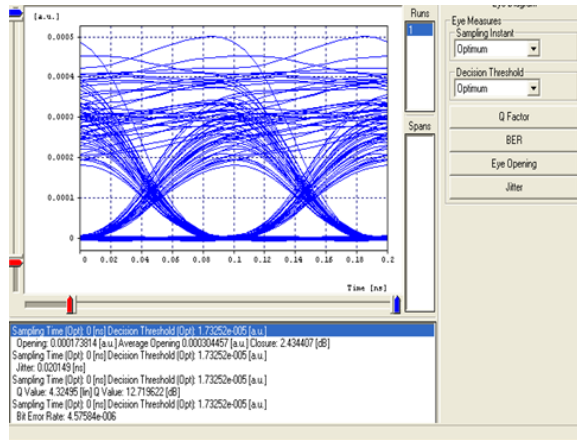 Eye Diagram
[a.u.]
Runs
1
Eye Measures
Sampling Instant
Optimum
Decision Threshold
Optimum
Q Factor
BER
Eye Opening
Jitter
Spans
0.0005
0.0004
0.0003
0.0002
0.0001
0
0 0.02 0.04 0.06 0.08 0.1 0.12 0.14 0.16 0.18 0.2
Time [ns]
Sampling Time (Opt): 0 [ns] Decision Threshold (Opt): 1.73252e-005 [a.u.]
Opening: 0.000173814 [a.u.] Average Opening 0.000304457 [a.u.] Closure: 2.434407 [dB]
Sampling Time (Opt): 0 [ns] Decision Threshold (Opt): 1.73252e-005 [a.u.]
Jitter: 0.020149 [ns]
Sampling Time (Opt): 0 [ns] Decision Threshold (Opt): 1.73252e-005 [a.u.]
Q Value: 4.32495 [lin] Q Value: 12.719622 [dB]
Sampling Time (Opt): 0 [ns] Decision Threshold (Opt): 1.73252e-005 [a.u.]
Bit Error Rate: 4.57584e-006